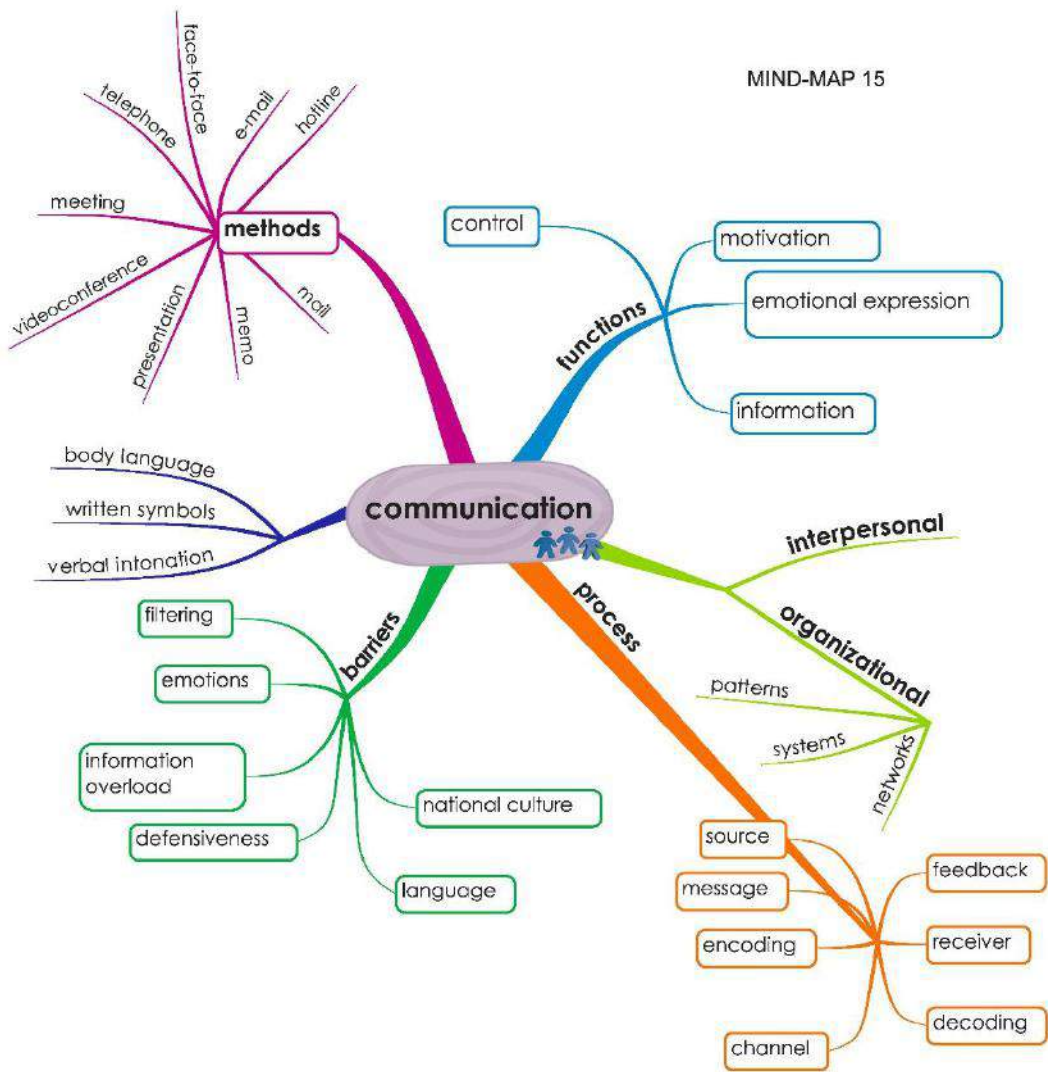 MIND-MAP 15
communication
methods
face-to-face
telephone
e-mail
hotline
meeting
videoconference
presentation
memo
mail
functions
control
motivation
emotional expression
information
body language
written symbols
verbal intonation
interpersonal
organizational
patterns
systems
networks
barriers
filtering
emotions
information
overload
defensiveness
national culture
language
process
source
message
encoding
channel
feedback
receiver
decoding